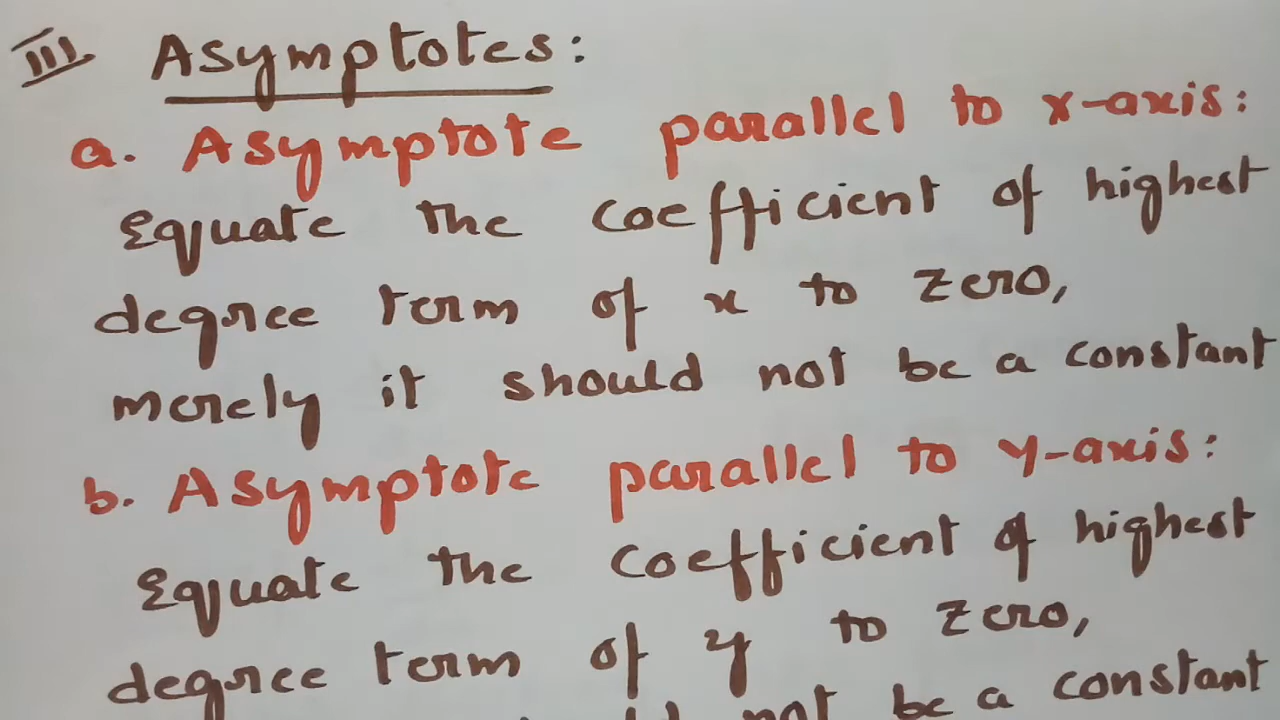 III Asymptotes:
a. Asymptote parallel to x-axis:
Equate the coefficient of highest
degree term of x to zero,
merely it should not be a constant
b. Asymptote parallel to y-axis:
Equate the coefficient of highest
degree term of y to zero,
not be a constant